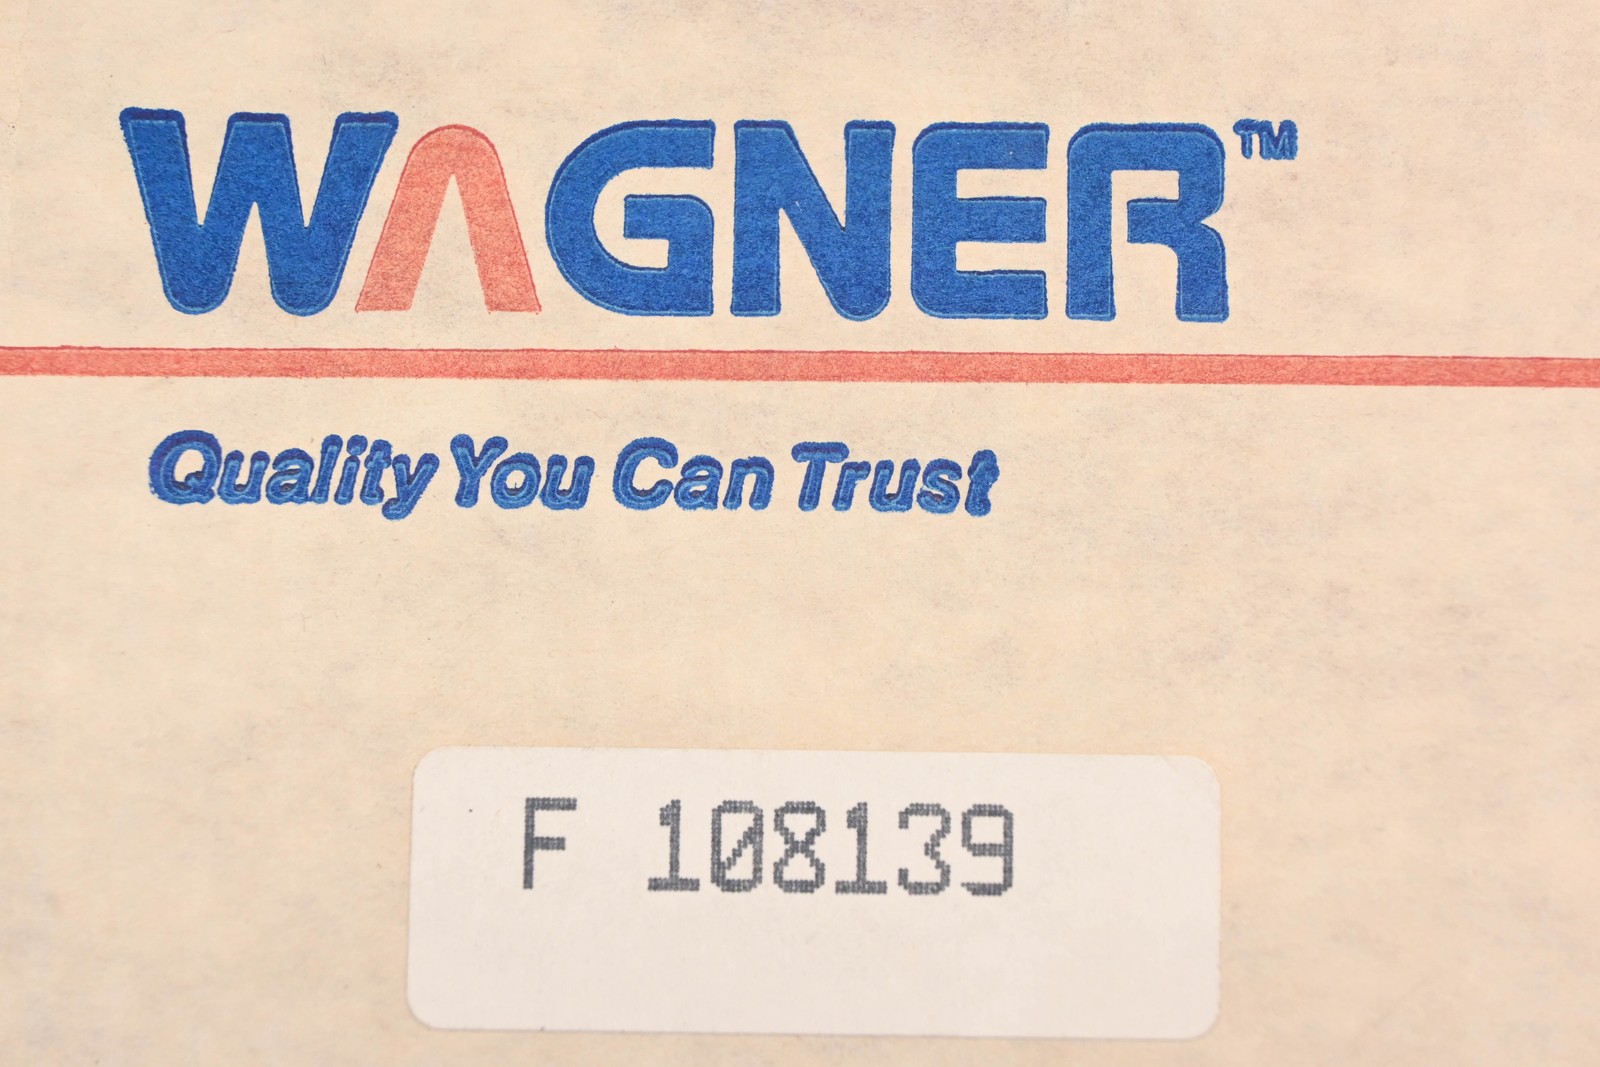 WAGNER™
Quality You Can Trust
F 108139